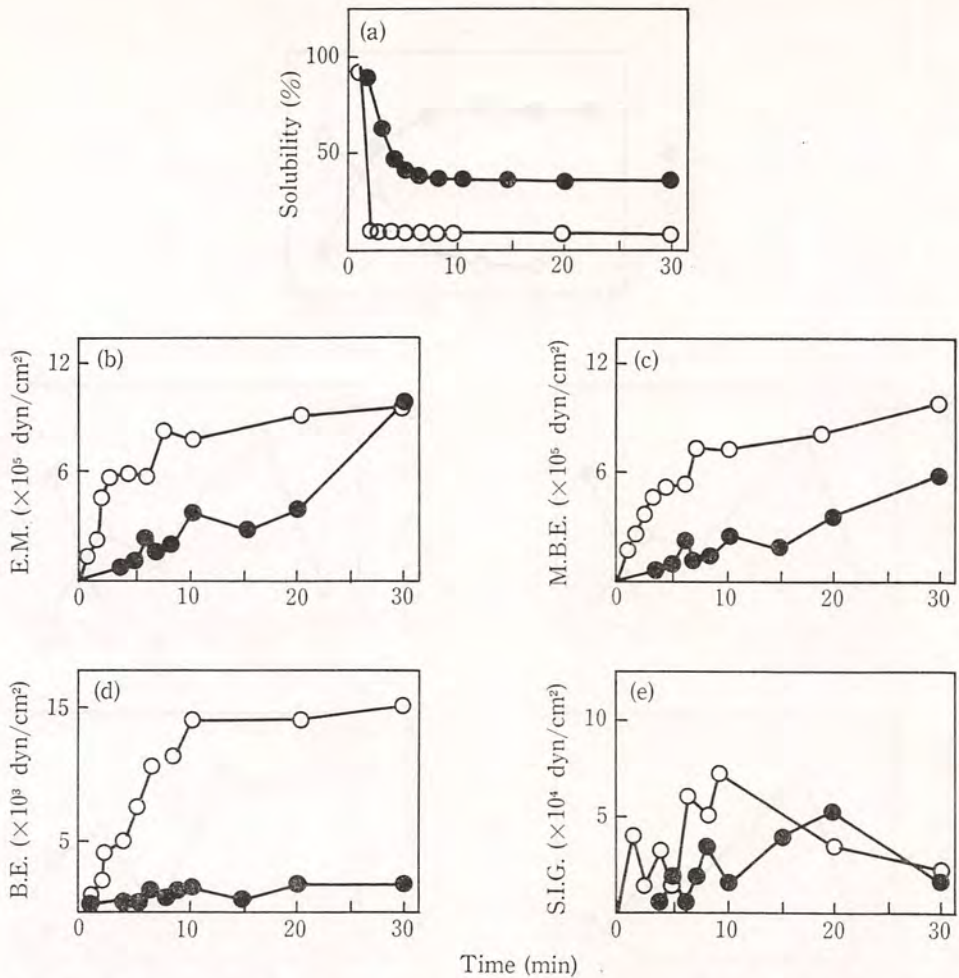 (a)
Solubility (%)
100
50
0 10 20 30
(b)
E.M. (×10⁵ dyn/cm²)
12
6
0 10 20 30
(c)
M.B.E. (×10⁵ dyn/cm²)
12
6
0 10 20 30
(d)
B.E. (×10³ dyn/cm²)
15
5
0 10 20 30
(e)
S.I.G. (×10⁴ dyn/cm²)
10
5
0 10 20 30
Time (min)